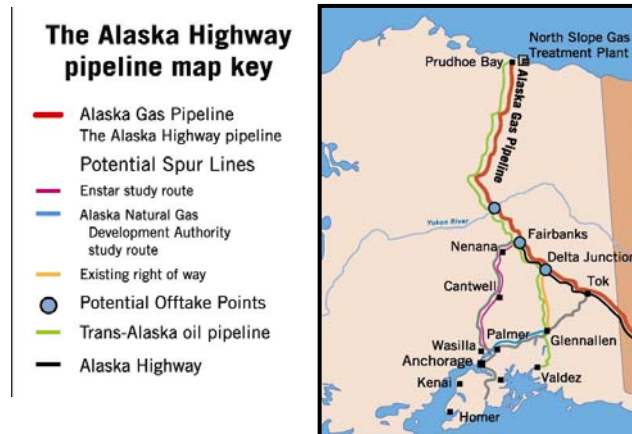 The Alaska Highway
pipeline map key
Alaska Gas Pipeline
The Alaska Highway pipeline
Potential Spur Lines
Enstar study route
Alaska Natural Gas
Development Authority
study route
Existing right of way
Potential Offtake Points
Trans-Alaska oil pipeline
Alaska Highway
North Slope Gas
Treatment Plant
Prudhoe Bay
Alaska Gas Pipeline
Yukon River
Fairbanks
Nenana
Delta Junction
Cantwell
Tok
Palmer
Wasilla
Glennallen
Anchorage
Kenai
Valdez
Homer